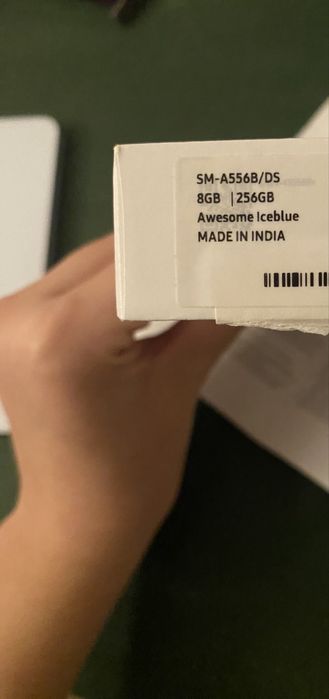 SM-A556B/DS
8GB | 256GB
Awesome Iceblue
MADE IN INDIA